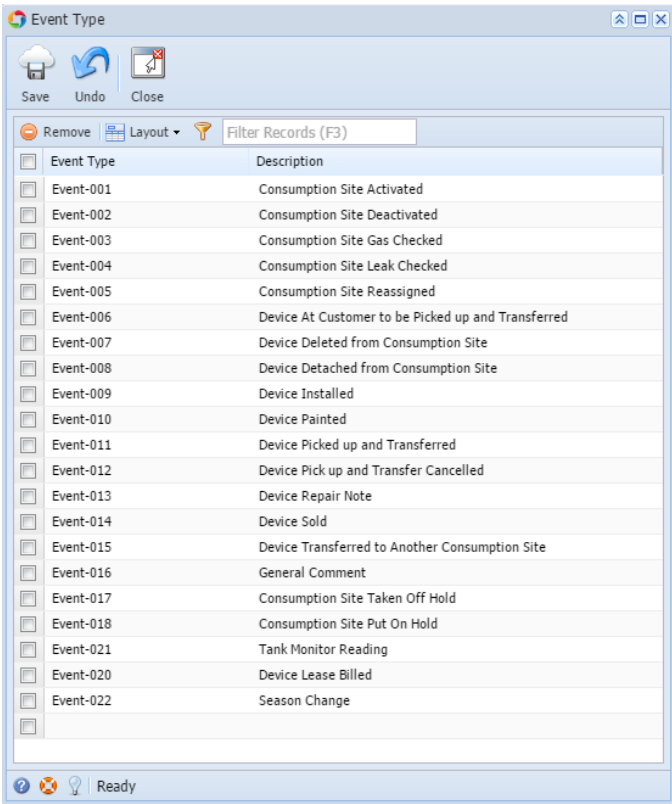 Event Type
Save Undo Close
Remove Layout Filter Records (F3)
Event Type Description
Event-001 Consumption Site Activated
Event-002 Consumption Site Deactivated
Event-003 Consumption Site Gas Checked
Event-004 Consumption Site Leak Checked
Event-005 Consumption Site Reassigned
Event-006 Device At Customer to be Picked up and Transferred
Event-007 Device Deleted from Consumption Site
Event-008 Device Detached from Consumption Site
Event-009 Device Installed
Event-010 Device Painted
Event-011 Device Picked up and Transferred
Event-012 Device Pick up and Transfer Cancelled
Event-013 Device Repair Note
Event-014 Device Sold
Event-015 Device Transferred to Another Consumption Site
Event-016 General Comment
Event-017 Consumption Site Taken Off Hold
Event-018 Consumption Site Put On Hold
Event-021 Tank Monitor Reading
Event-020 Device Lease Billed
Event-022 Season Change
Ready